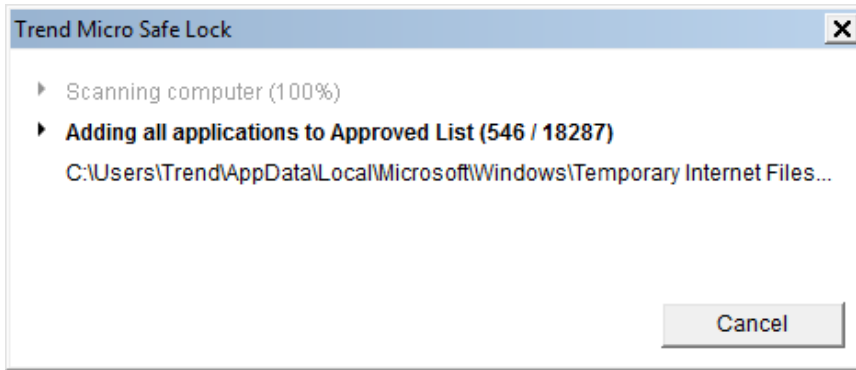 Trend Micro Safe Lock
Scanning computer (100%)
Adding all applications to Approved List (546 / 18287)
C:\Users\Trend\AppData\Local\Microsoft\Windows\Temporary Internet Files...
Cancel